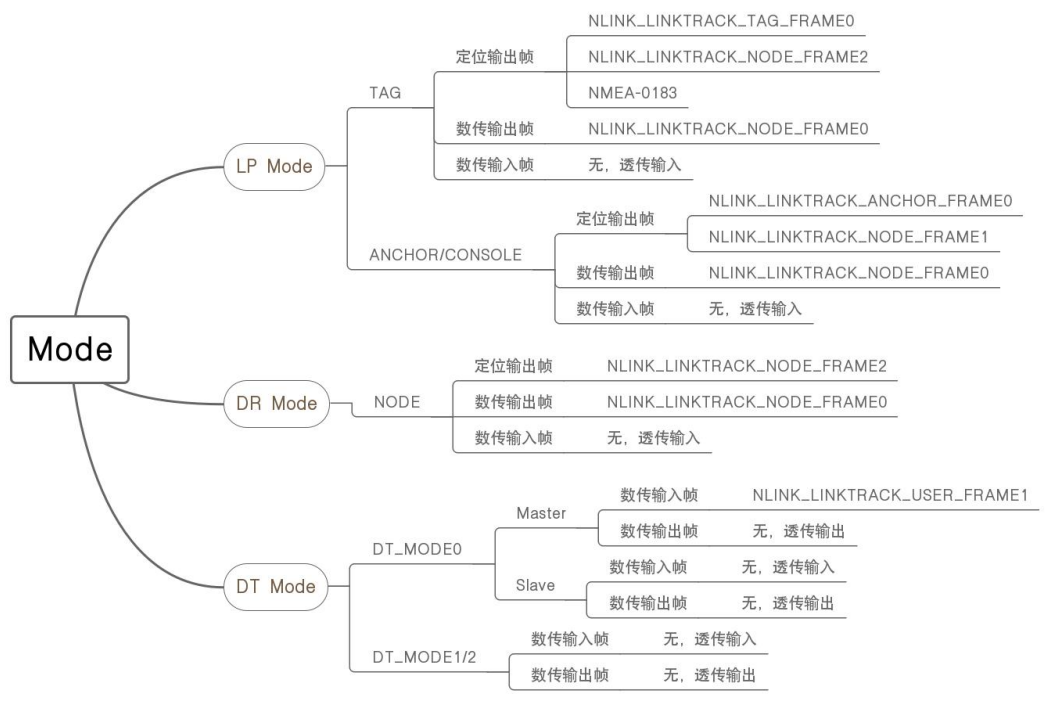 Mode
LP Mode
TAG
定位输出帧
NLINK_LINKTRACK_TAG_FRAME0
NLINK_LINKTRACK_NODE_FRAME2
NMEA-0183
数传输出帧
NLINK_LINKTRACK_NODE_FRAME0
数传输入帧
无，透传输入
ANCHOR/CONSOLE
定位输出帧
NLINK_LINKTRACK_ANCHOR_FRAME0
NLINK_LINKTRACK_NODE_FRAME1
数传输出帧
NLINK_LINKTRACK_NODE_FRAME0
数传输入帧
无，透传输入
DR Mode
NODE
定位输出帧
NLINK_LINKTRACK_NODE_FRAME2
数传输出帧
NLINK_LINKTRACK_NODE_FRAME0
数传输入帧
无，透传输入
DT Mode
DT_MODE0
Master
数传输入帧
NLINK_LINKTRACK_USER_FRAME1
数传输出帧
无，透传输出
Slave
数传输入帧
无，透传输入
数传输出帧
无，透传输出
DT_MODE1/2
数传输入帧
无，透传输入
数传输出帧
无，透传输出